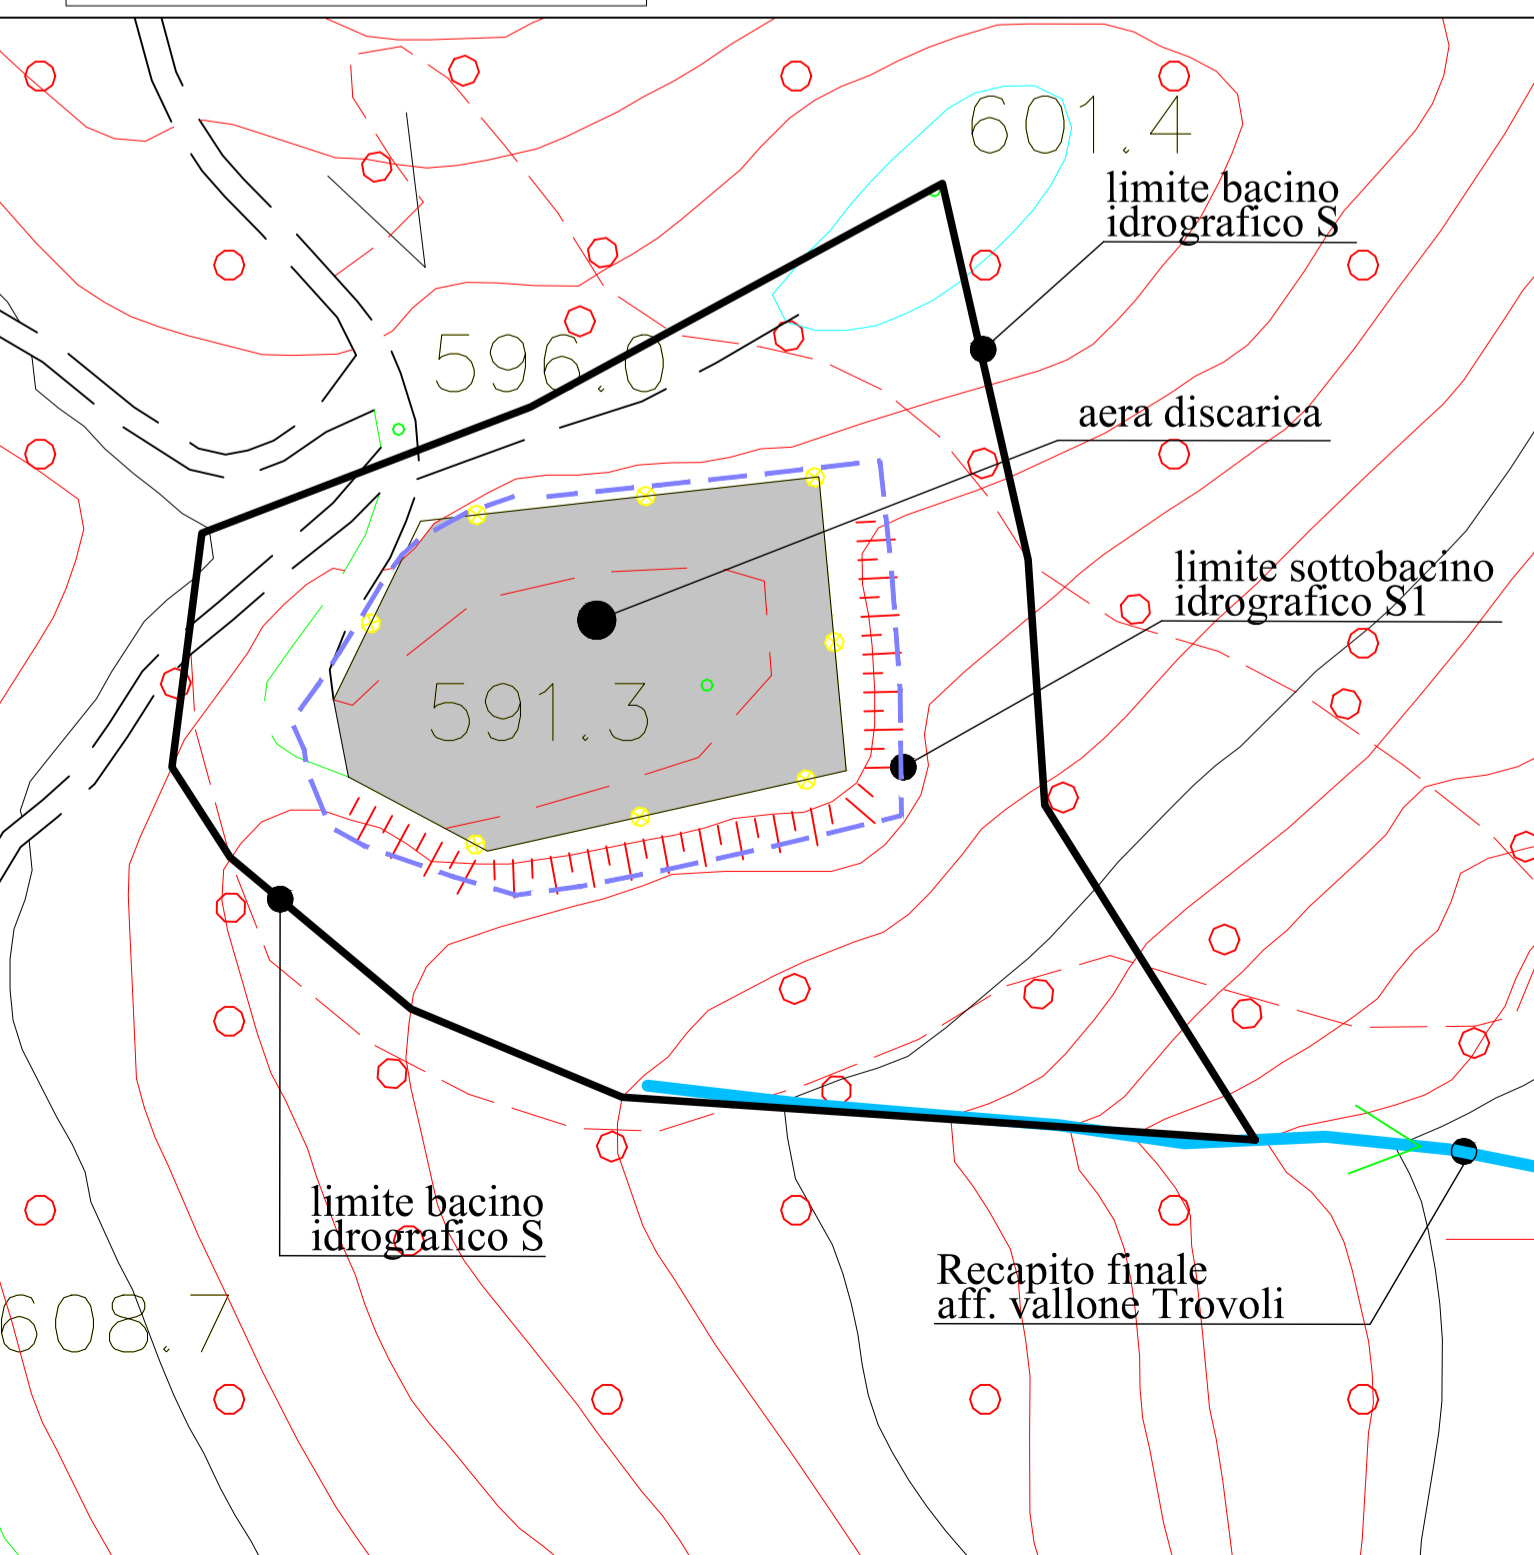 601.4
limite bacino
idrografico S
596.0
aera discarica
limite sottobacino
idrografico S1
591.3
limite bacino
idrografico S
Recapito finale
aff. vallone Trovoli
608.7